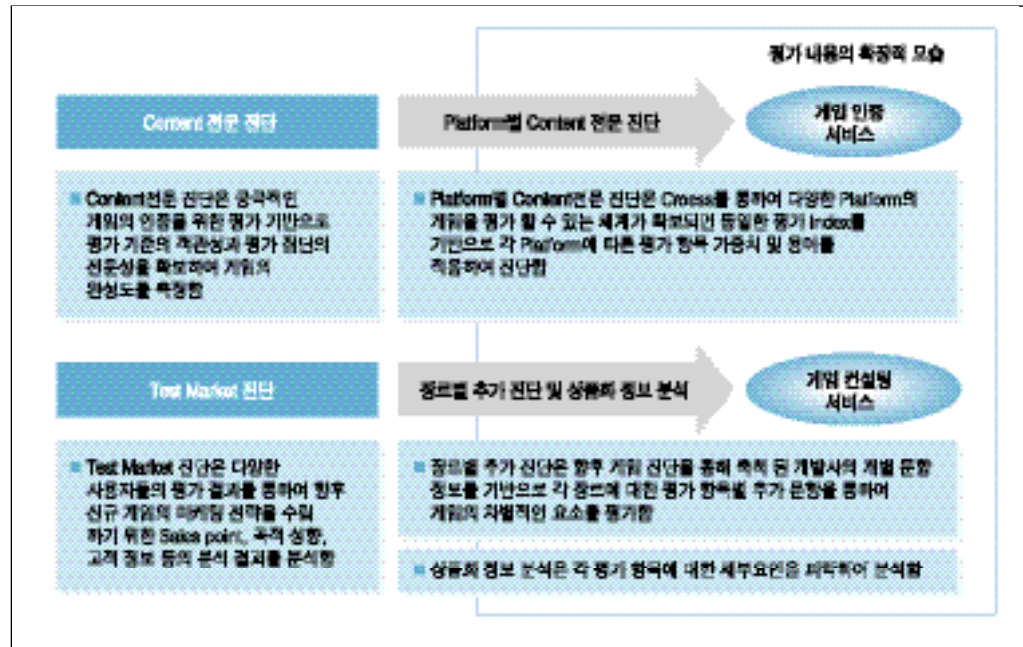 평가 내용의 확장적 모습
Content 전문 진단
Platform별 Content 전문 진단
게임 인증
서비스
Content전문 진단은 궁극적인
게임의 인증을 위한 평가 기반으로
평가 기준의 객관성과 평가 집단의
전문성을 확보하여 게임의
완성도를 측정함
Platform별 Content전문 진단은 를 통하여 다양한 Platform의
게임을 평가 할 수 있는 확보되면 동일한 평가 Index를
기반으로 각 Platform에 따른 평가 항목 가중치 및 용어를
적용하여 진단함
Test Market 진단
장르별 추가 진단 및 상품화 정보 분석
게임 컨설팅
서비스
Test Market 진단은 다양한
사용자들의 평가 결과를 통하여 향후
신규 게임의 마케팅 전략을 수립
하기 위한 Sales point, 성향,
고객 정보 등의 분석 결과를 분석함
장르별 추가 진단은 향후 게임 진단을 통해 축적 된 개발사의 개별 문항
정보를 기반으로 각 장르에 대한 평가 항목별 추가 문항을 통하여
게임의 차별적인 요소를 평가함
상품화 정보 분석은 각 평가 항목에 대한 세부요인을 파악하여 분석함